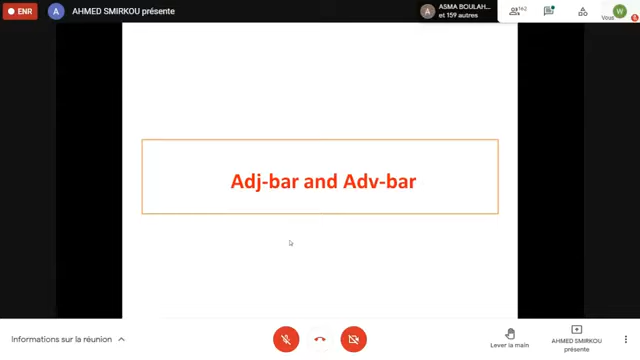 ENR
A
AHMED SMIRKOU présente
A
ASMA BOULAH...
et 159 autres
162
W
Vous
Adj-bar and Adv-bar
Informations sur la réunion
Lever la main
AHMED SMIRKOU
présente